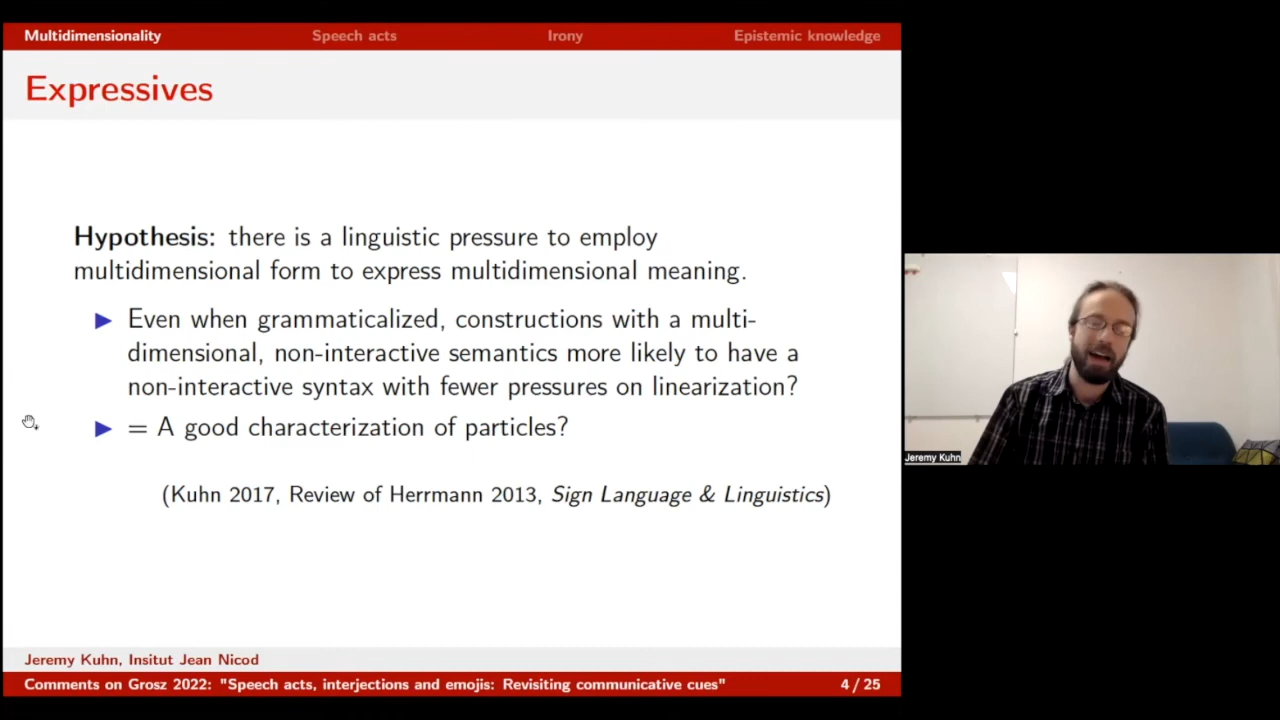 Multidimensionality Speech acts Irony Epistemic knowledge
Expressives
Hypothesis: there is a linguistic pressure to employ
multidimensional form to express multidimensional meaning.
▶ Even when grammaticalized, constructions with a multi-
dimensional, non-interactive semantics more likely to have a
non-interactive syntax with fewer pressures on linearization?
▶ = A good characterization of particles?
(Kuhn 2017, Review of Herrmann 2013, Sign Language & Linguistics)
Jeremy Kuhn
Jeremy Kuhn, Insitut Jean Nicod
Comments on Grosz 2022: "Speech acts, interjections and emojis: Revisiting communicative cues" 4 / 25